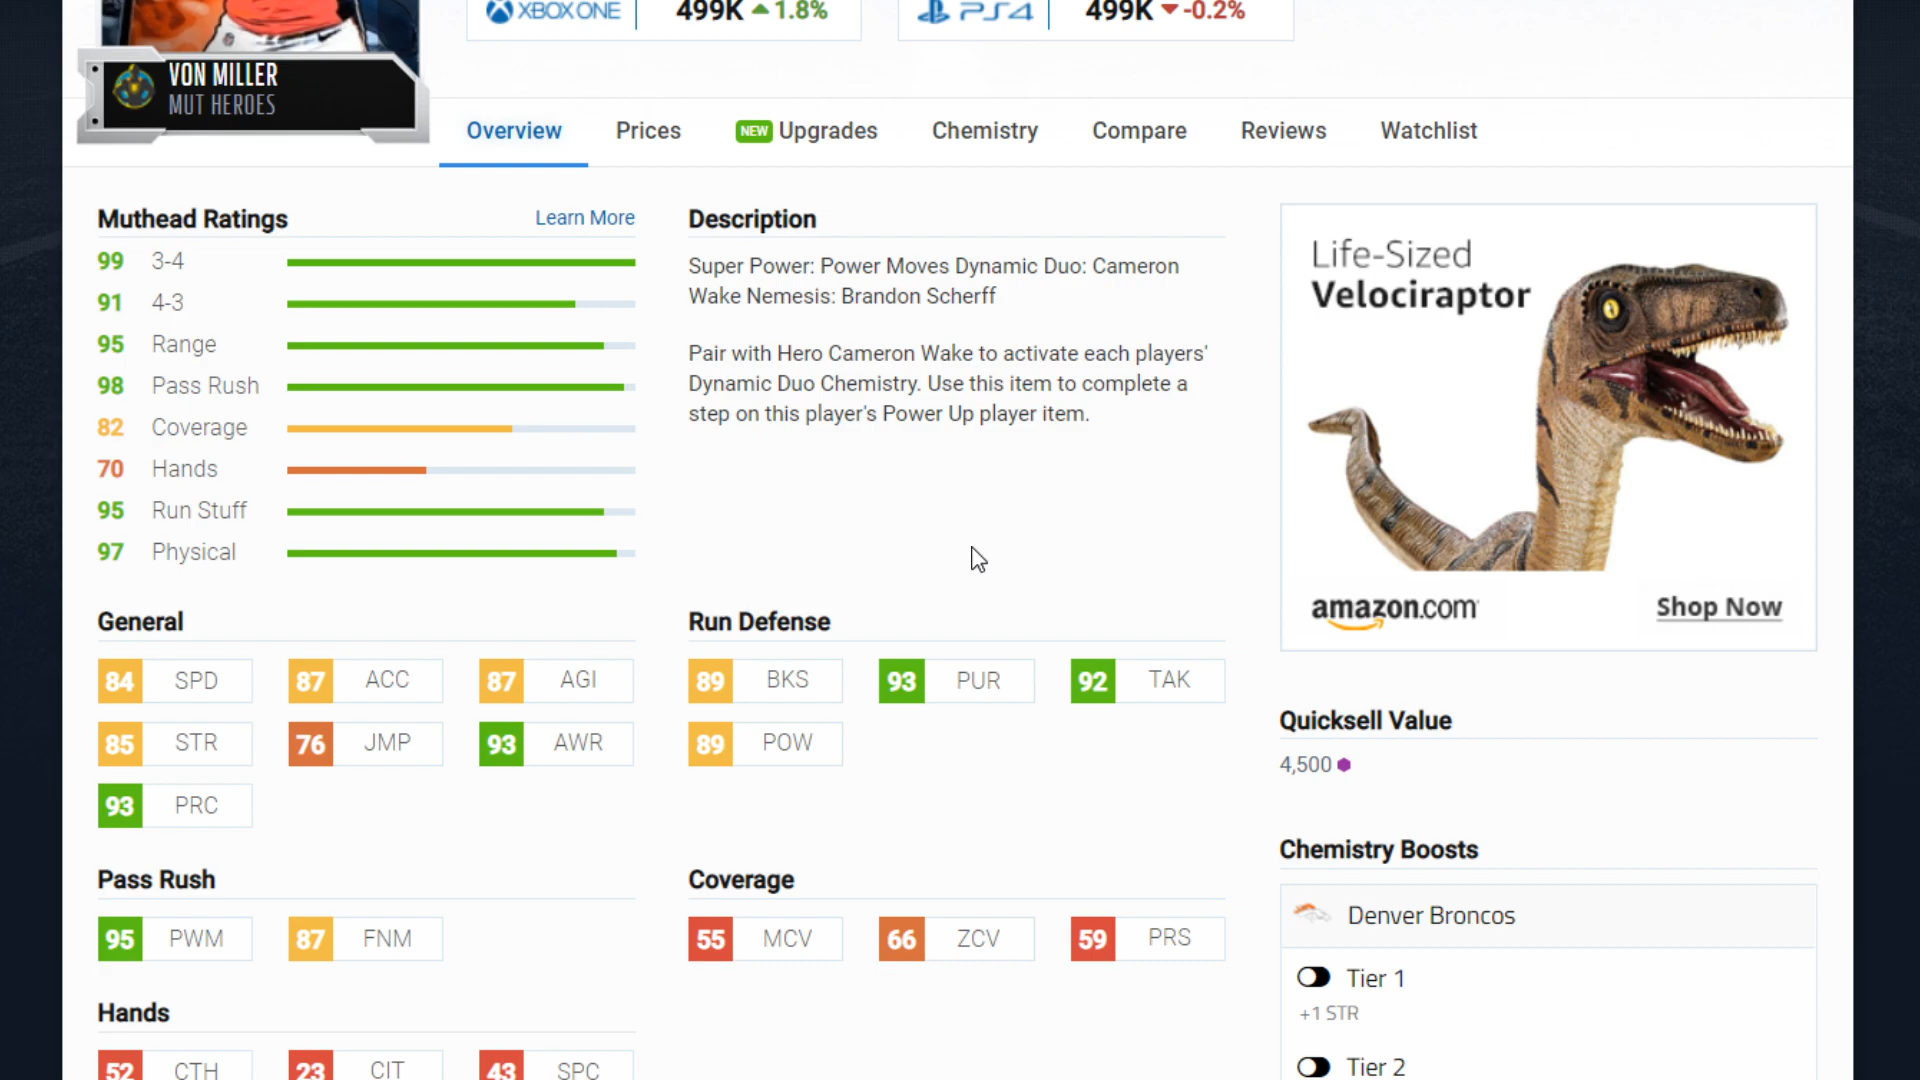 XBOX ONE 499K 1.8% PS4 499K -0.2%
VON MILLER
MUT HEROES
Overview Prices NEW Upgrades Chemistry Compare Reviews Watchlist
Muthead Ratings Learn More
99 3-4
91 4-3
95 Range
98 Pass Rush
82 Coverage
70 Hands
95 Run Stuff
97 Physical
Description
Super Power: Power Moves Dynamic Duo: Cameron
Wake Nemesis: Brandon Scherff
Pair with Hero Cameron Wake to activate each players'
Dynamic Duo Chemistry. Use this item to complete a
step on this player's Power Up player item.
Life-Sized
Velociraptor
amazon.com Shop Now
General
84 SPD 87 ACC 87 AGI
85 STR 76 JMP 93 AWR
93 PRC
Run Defense
89 BKS 93 PUR 92 TAK
89 POW
Quicksell Value
4,500
Pass Rush
95 PWM 87 FNM
Coverage
55 MCV 66 ZCV 59 PRS
Chemistry Boosts
Denver Broncos
Tier 1
+1 STR
Tier 2
Hands
52 CTH 23 CIT 43 SPC